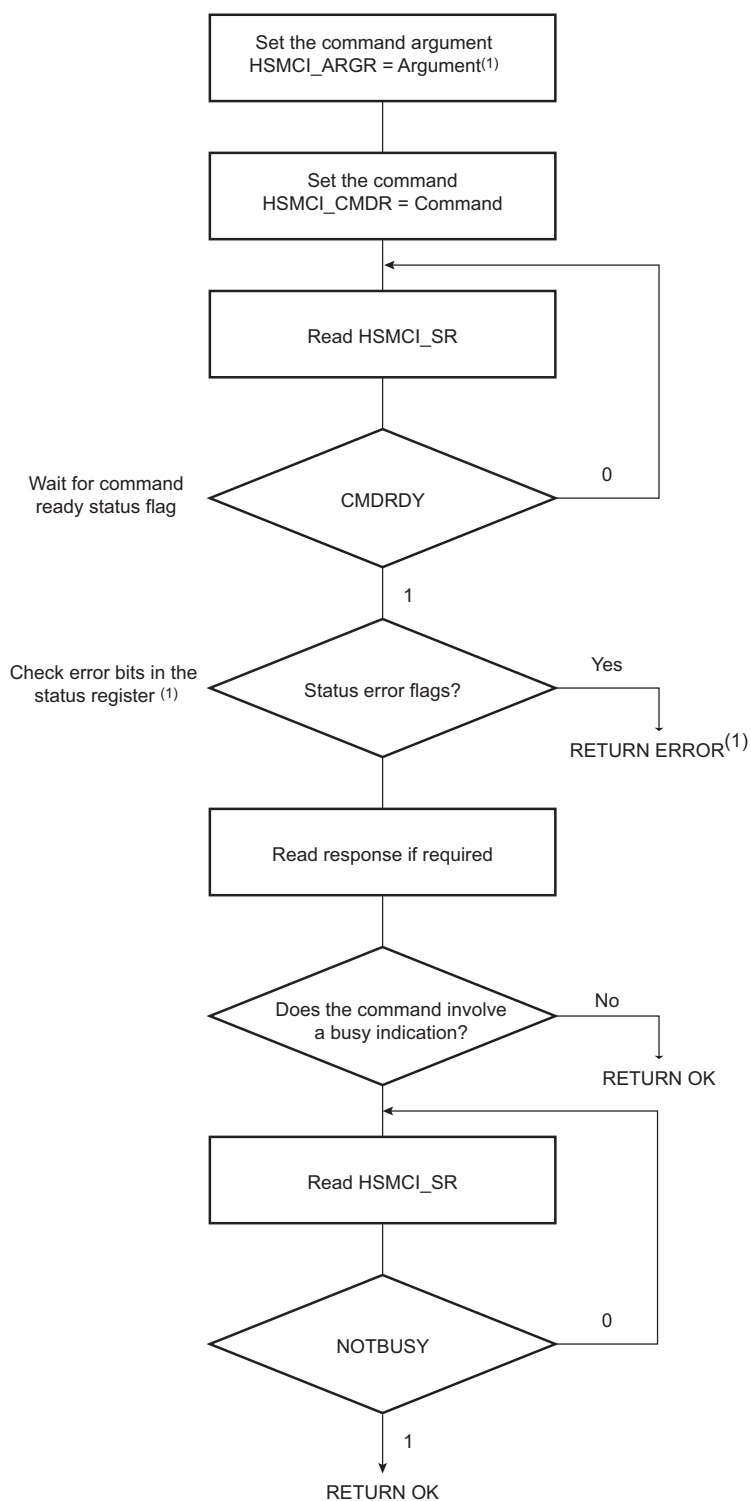 Set the command argument
HSMCI_ARGR = Argument(1)
Set the command
HSMCI_CMDR = Command
Read HSMCI_SR
Wait for command
ready status flag
CMDRDY
0
1
Check error bits in the
status register (1)
Status error flags?
Yes
RETURN ERROR(1)
Read response if required
Does the command involve
a busy indication?
No
RETURN OK
Read HSMCI_SR
NOTBUSY
0
1
RETURN OK